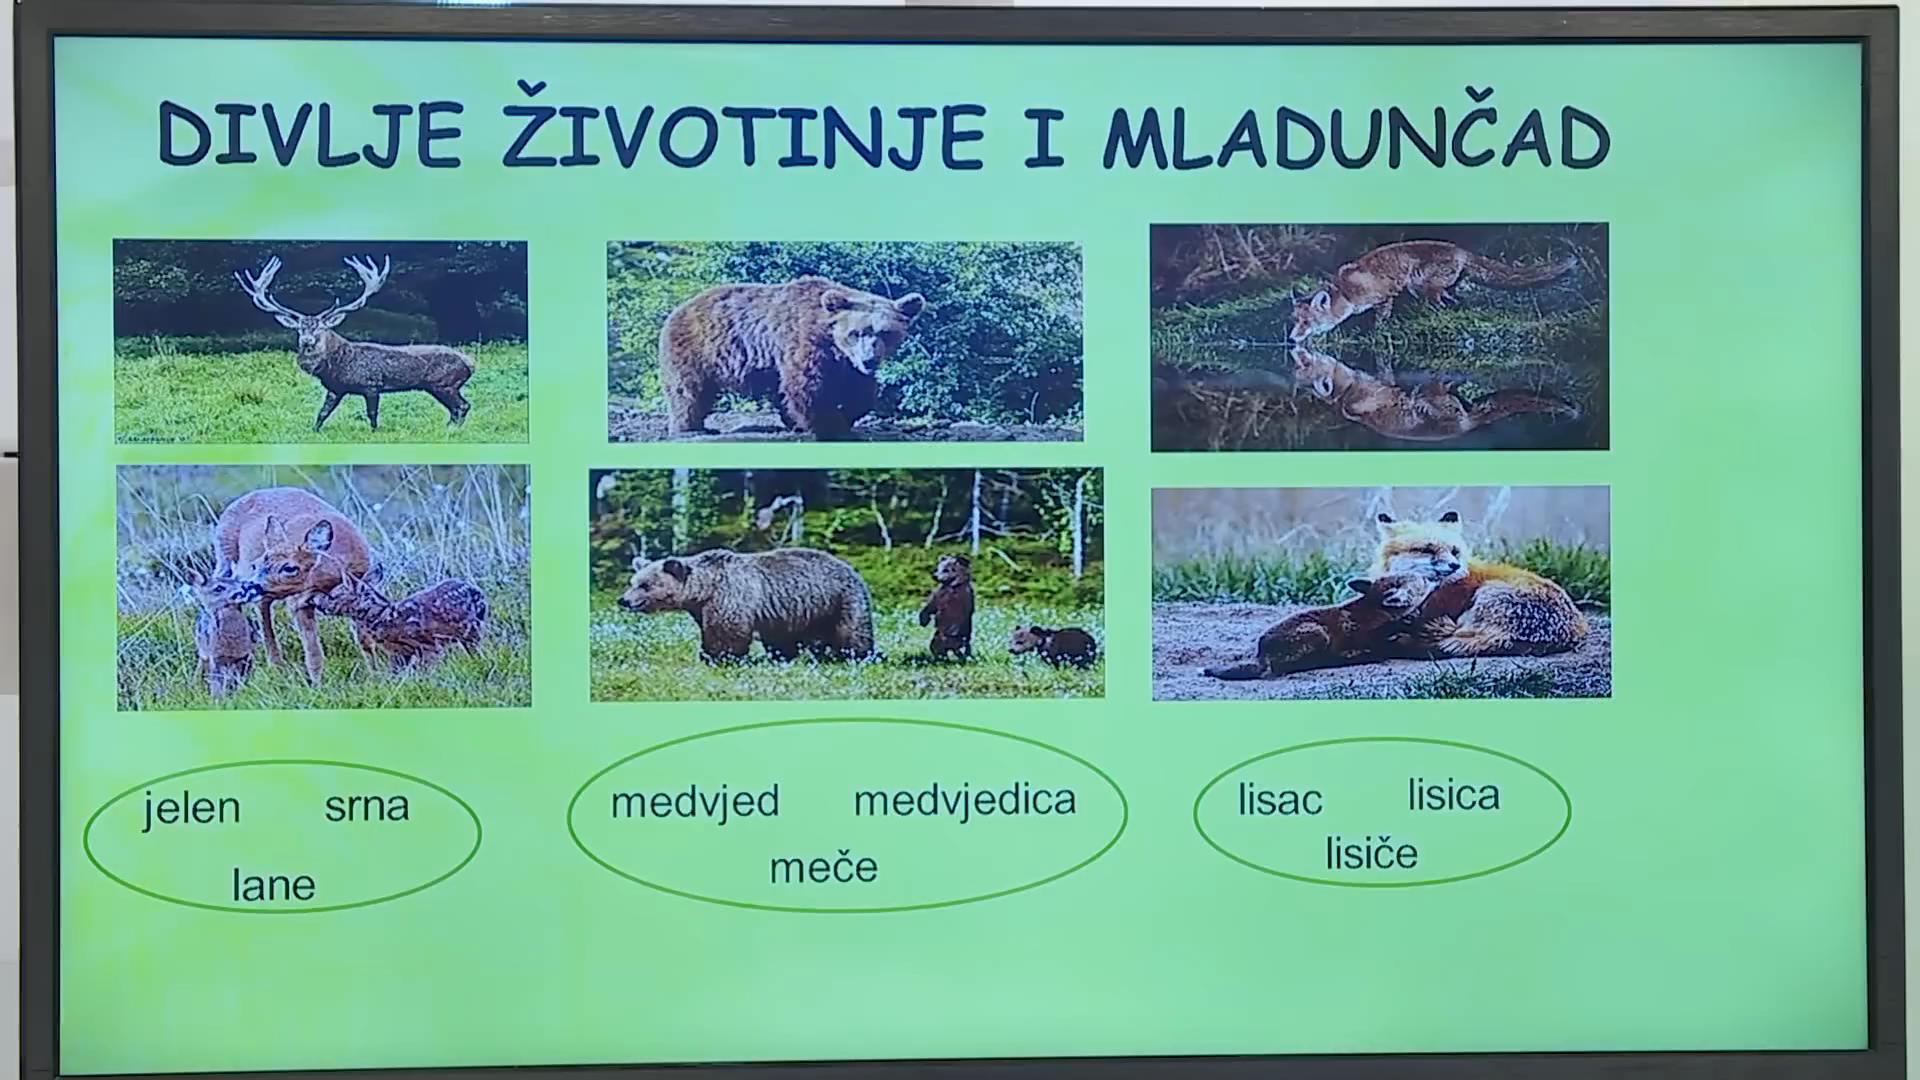 DIVLJE ŽIVOTINJE I MLADUNČAD
jelen srna
lane
medvjed medvjedica
meče
lisac lisica
lisiče